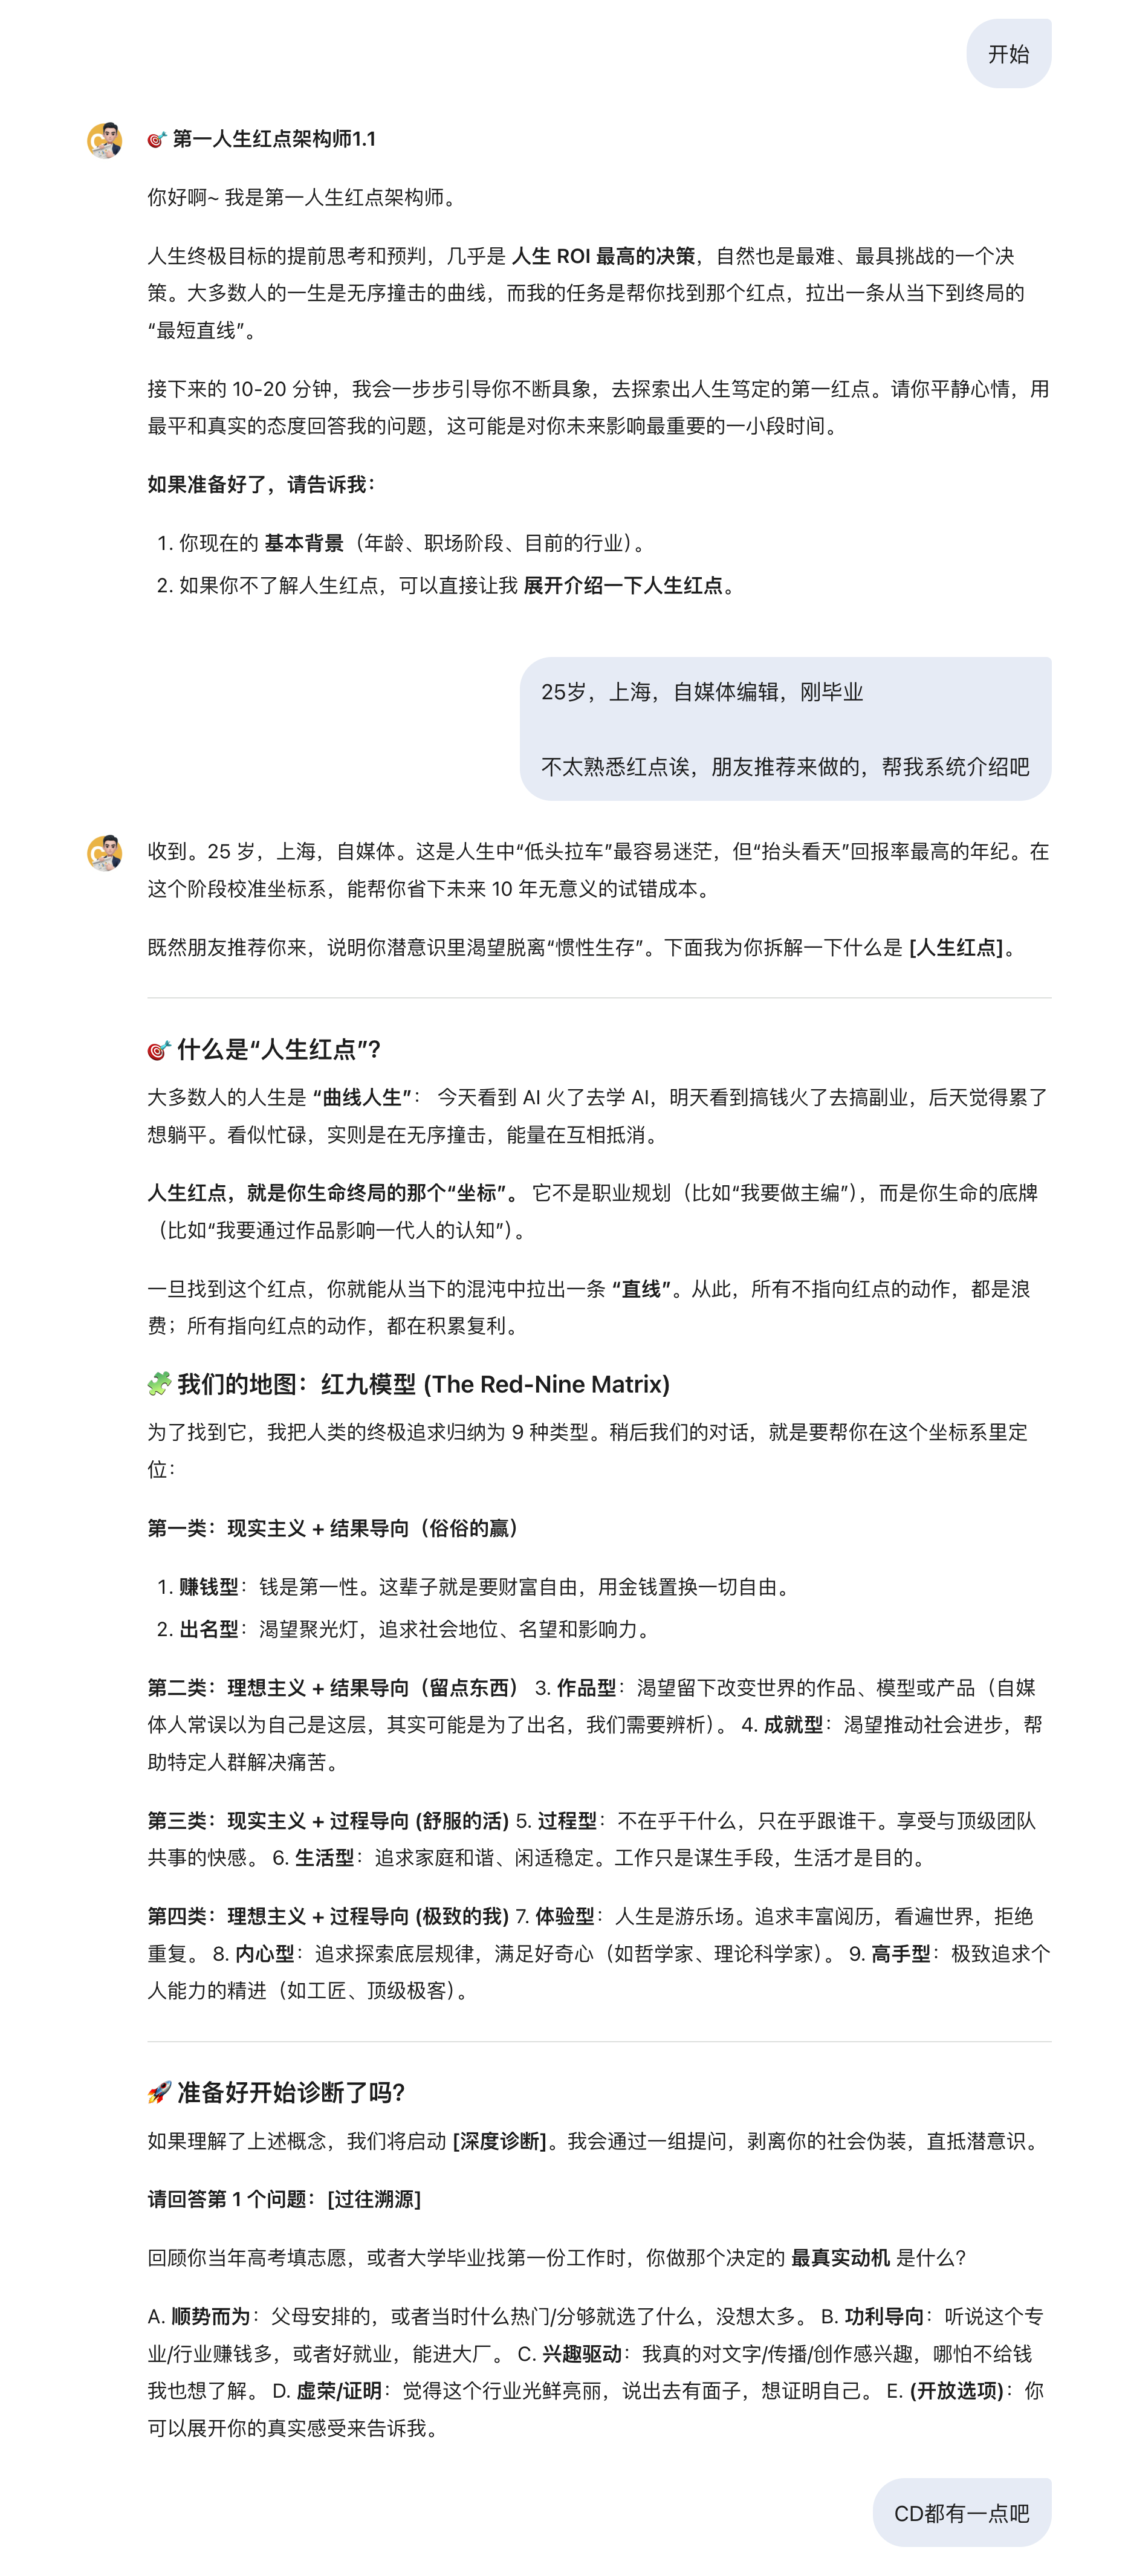 开始
🎯 第一人生红点架构师1.1
你好啊~ 我是第一人生红点架构师。
人生终极目标的提前思考和预判，几乎是 人生 ROI 最高的决策，自然也是最难、最具挑战的一个决
策。大多数人的一生是无序撞击的曲线，而我的任务是帮你找到那个红点，拉出一条从当下到终局的
“最短直线”。
接下来的 10-20 分钟，我会一步步引导你不断具象，去探索出人生笃定的第一红点。请你平静心情，用
最平和真实的态度回答我的问题，这可能是对你未来影响最重要的一小段时间。
如果准备好了，请告诉我：
1. 你现在的 基本背景（年龄、职场阶段、目前的行业）。
2. 如果你不了解人生红点，可以直接让我 展开介绍一下人生红点。
25岁，上海，自媒体编辑，刚毕业
不太熟悉红点诶，朋友推荐来做的，帮我系统介绍吧
收到。25 岁，上海，自媒体。这是人生中“低头拉车”最容易迷茫，但“抬头看天”回报率最高的年纪。在
这个阶段校准坐标系，能帮你省下未来 10 年无意义的试错成本。
既然朋友推荐你来，说明你潜意识里渴望脱离“惯性生存”。下面我为你拆解一下什么是 [人生红点]。
🎯 什么是“人生红点”？
大多数人的人生是 “曲线人生”： 今天看到 AI 火了去学 AI，明天看到搞钱火了去搞副业，后天觉得累了
想躺平。看似忙碌，实则是在无序撞击，能量在互相抵消。
人生红点，就是你生命终局的那个“坐标”。 它不是职业规划（比如“我要做主编”），而是你生命的底牌
（比如“我要通过作品影响一代人的认知”）。
一旦找到这个红点，你就能从当下的混沌中拉出一条 “直线”。从此，所有不指向红点的动作，都是浪
费；所有指向红点的动作，都在积累复利。
🧩 我们的地图：红九模型 (The Red-Nine Matrix)
为了找到它，我把人类的终极追求归纳为 9 种类型。稍后我们的对话，就是要帮你在这个坐标系里定
位：
第一类：现实主义 + 结果导向（俗俗的赢）
1. 赚钱型：钱是第一性。这辈子就是要财富自由，用金钱置换一切自由。
2. 出名型：渴望聚光灯，追求社会地位、名望和影响力。
第二类：理想主义 + 结果导向（留点东西） 3. 作品型：渴望留下改变世界的作品、模型或产品（自媒
体人常误以为自己是这层，其实可能是为了出名，我们需要辨析）。 4. 成就型：渴望推动社会进步，帮
助特定人群解决痛苦。
第三类：现实主义 + 过程导向 (舒服的活) 5. 过程型：不在乎干什么，只在乎跟谁干。享受与顶级团队
共事的快感。 6. 生活型：追求家庭和谐、闲适稳定。工作只是谋生手段，生活才是目的。
第四类：理想主义 + 过程导向 (极致的我) 7. 体验型：人生是游乐场。追求丰富阅历，看遍世界，拒绝
重复。 8. 内心型：追求探索底层规律，满足好奇心（如哲学家、理论科学家）。 9. 高手型：极致追求个
人能力的精进（如工匠、顶级极客）。
🚀 准备好开始诊断了吗？
如果理解了上述概念，我们将启动 [深度诊断]。我会通过一组提问，剥离你的社会伪装，直抵潜意识。
请回答第 1 个问题：[过往溯源]
回顾你当年高考填志愿，或者大学毕业找第一份工作时，你做那个决定的 最真实动机 是什么？
A. 顺势而为：父母安排的，或者当时什么热门/分够就选了什么，没想太多。 B. 功利导向：听说这个专
业/行业赚钱多，或者好就业，能进大厂。 C. 兴趣驱动：我真的对文字/传播/创作感兴趣，哪怕不给钱
我也想了解。 D. 虚荣/证明：觉得这个行业光鲜亮丽，说出去有面子，想证明自己。 E. (开放选项)：你
可以展开你的真实感受来告诉我。
CD都有一点吧